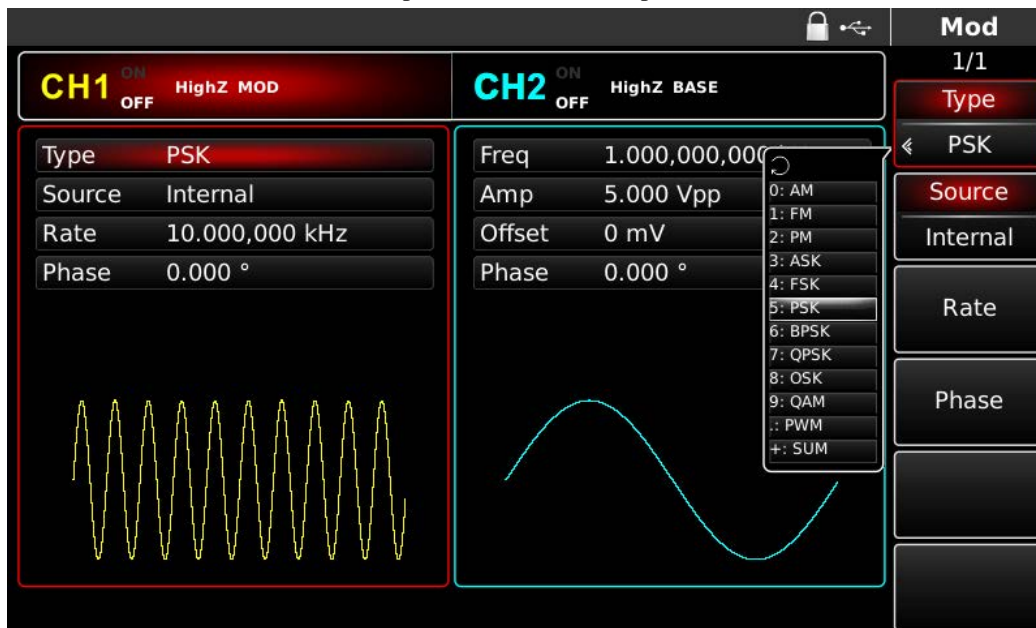 Mod
1/1
CH1 ON OFF HighZ MOD
CH2 ON OFF HighZ BASE
Type PSK
Source Internal
Rate 10.000,000 kHz
Phase 0.000 °
Freq 1.000,000,000
Amp 5.000 Vpp
Offset 0 mV
Phase 0.000 °
0: AM
1: FM
2: PM
3: ASK
4: FSK
5: PSK
6: BPSK
7: QPSK
8: OSK
9: QAM
.: PWM
+: SUM
Type
PSK
Source
Internal
Rate
Phase